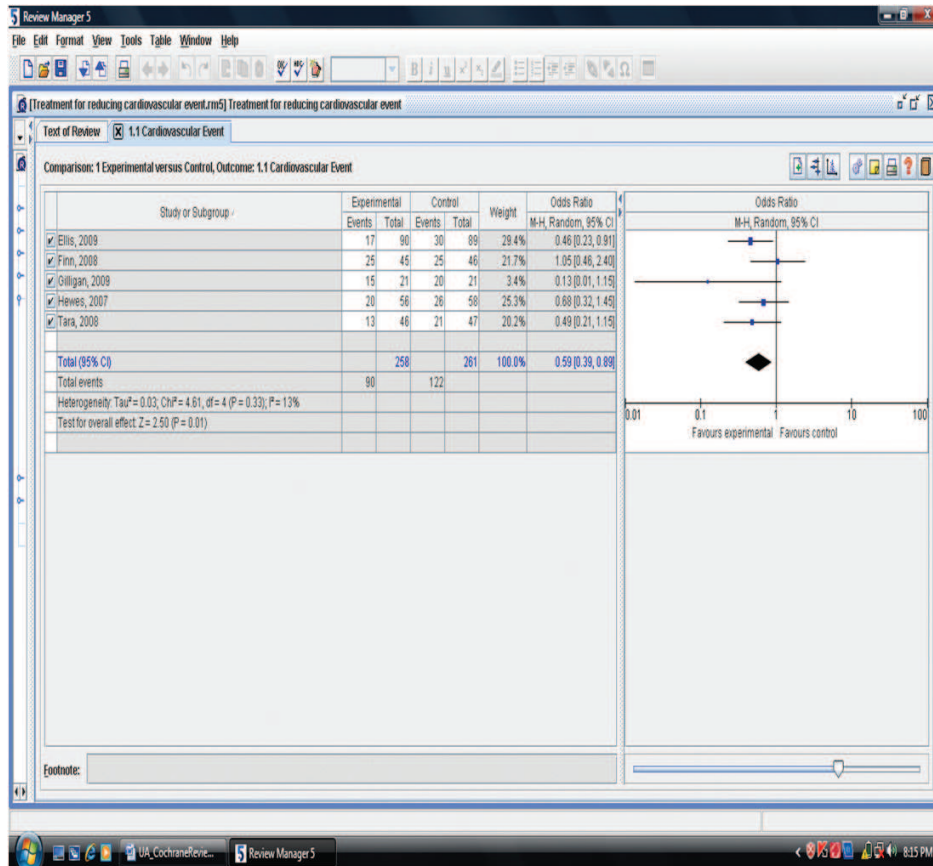 Review Manager 5
File Edit Format View Tools Table Window Help
[Treatment for reducing cardiovascular event.rm5] Treatment for reducing cardiovascular event
Text of Review 1.1 Cardiovascular Event
Comparison: 1 Experimental versus Control, Outcome: 1.1 Cardiovascular Event
Study or Subgroup Experimental Control Weight Odds Ratio Odds Ratio
Events Total Events Total M-H, Random, 95% CI M-H, Random, 95% CI
Ellis, 2009 17 90 30 89 29.4% 0.46 [0.23, 0.91]
Finn, 2008 25 45 25 46 21.7% 1.05 [0.46, 2.40]
Gilligan, 2009 15 21 20 21 3.4% 0.13 [0.01, 1.15]
Hewes, 2007 20 56 26 58 25.3% 0.68 [0.32, 1.45]
Tara, 2008 13 46 21 47 20.2% 0.49 [0.21, 1.15]
Total (95% CI) 258 261 100.0% 0.59 [0.39, 0.89]
Total events 90 122
Heterogeneity: Tau² = 0.03; Chi² = 4.61, df = 4 (P = 0.33); I² = 13%
Test for overall effect: Z = 2.50 (P = 0.01)
0.01 0.1 1 10 100
Favours experimental Favours control
Footnote:
UA_CochraneRevie... Review Manager 5 8:15 PM